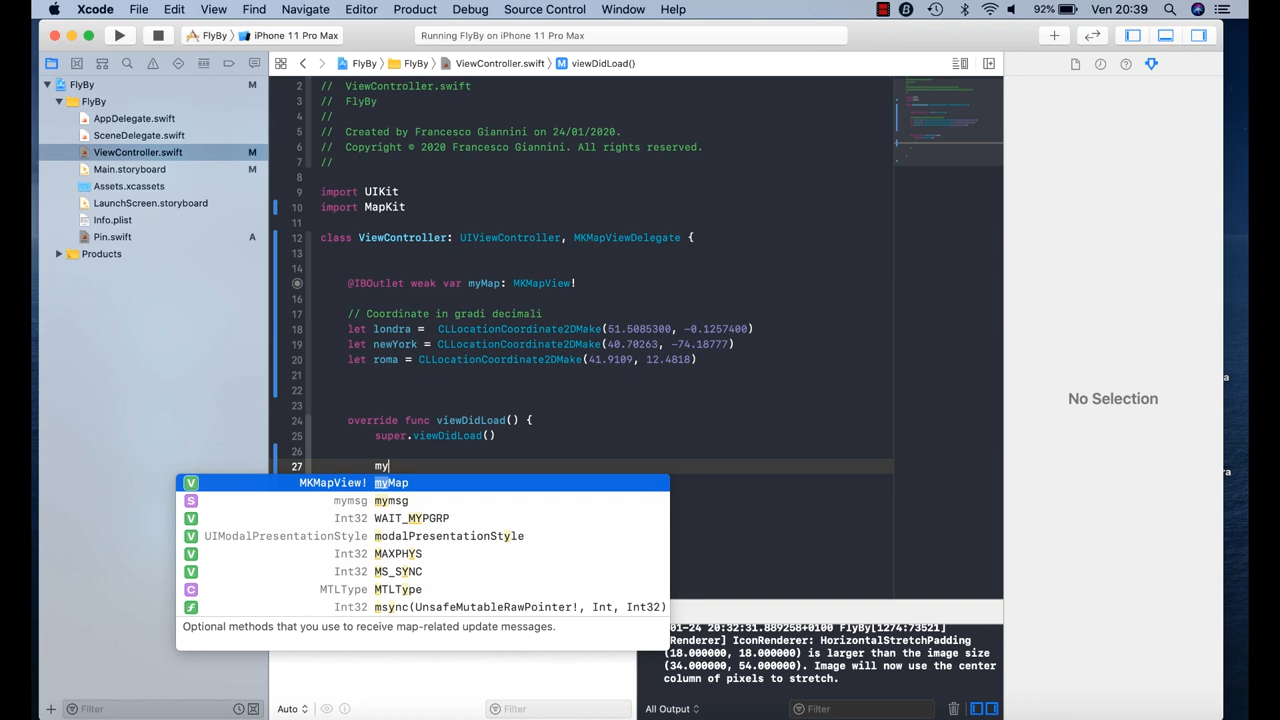 Xcode File Edit View Find Navigate Editor Product Debug Source Control Window Help 92% Ven 20:39
FlyBy iPhone 11 Pro Max Running FlyBy on iPhone 11 Pro Max
FlyBy FlyBy ViewController.swift M viewDidLoad()
FlyBy M
FlyBy
AppDelegate.swift
SceneDelegate.swift
ViewController.swift M
Main.storyboard M
Assets.xcassets
LaunchScreen.storyboard
Info.plist
Pin.swift A
Products
2 // ViewController.swift
3 // FlyBy
4 //
5 // Created by Francesco Giannini on 24/01/2020.
6 // Copyright © 2020 Francesco Giannini. All rights reserved.
7 //
8
9 import UIKit
10 import MapKit
11
12 class ViewController: UIViewController, MKMapViewDelegate {
13
14
@IBOutlet weak var myMap: MKMapView!
16
17 // Coordinate in gradi decimali
18 let londra = CLLocationCoordinate2DMake(51.5085300, -0.1257400)
19 let newYork = CLLocationCoordinate2DMake(40.70263, -74.18777)
20 let roma = CLLocationCoordinate2DMake(41.9109, 12.4818)
21
22
23
24 override func viewDidLoad() {
25 super.viewDidLoad()
26
27 my
V MKMapView! myMap
S mymsg mymsg
V Int32 WAIT_MYPGRP
V UIModalPresentationStyle modalPresentationStyle
V Int32 MAXPHYS
V Int32 MS_SYNC
C MTLType MTLType
f Int32 msync(UnsafeMutableRawPointer!, Int, Int32)
Optional methods that you use to receive map-related update messages.
No Selection
20:32:31.889258+0100 FlyBy[1274:73521]
[Renderer] IconRenderer: HorizontalStretchPadding
(18.000000, 18.000000) is larger than the image size
(34.000000, 54.000000). Image will now use the center
column of pixels to stretch.
Filter Auto Filter All Output Filter